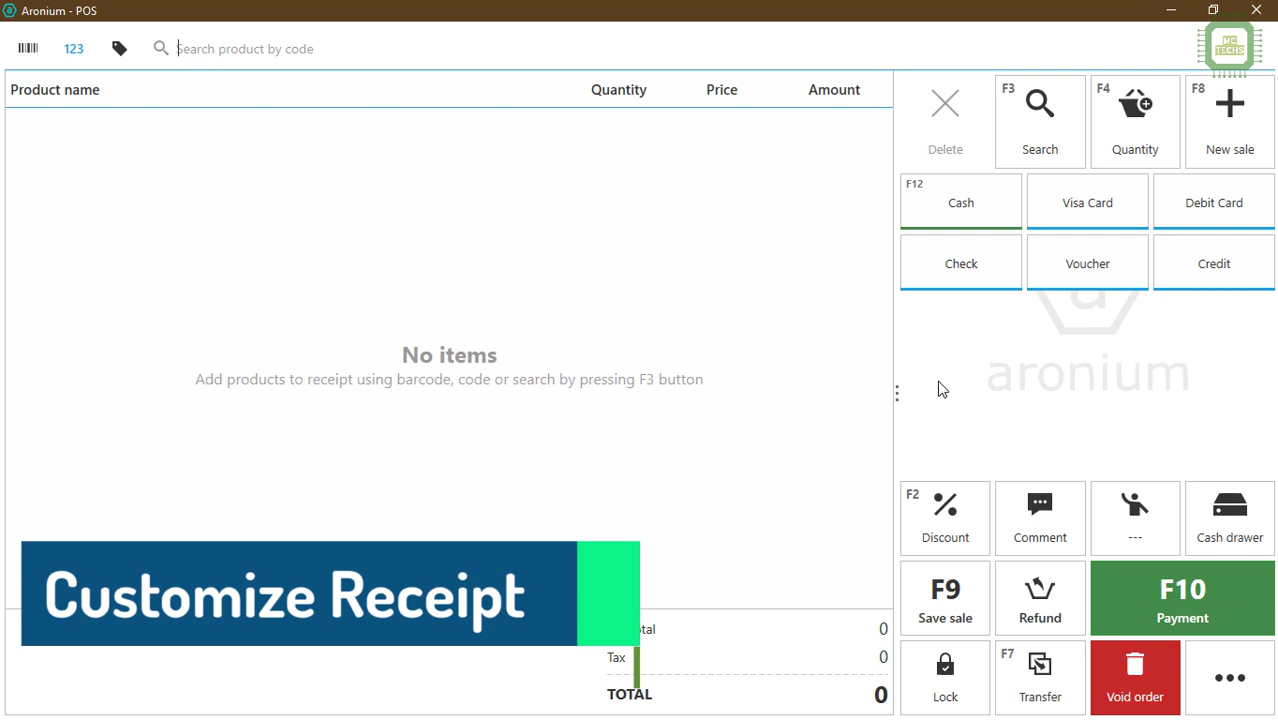 Aronium - POS
123
Search product by code
MC
TECHS
Product name
Quantity
Price
Amount
Delete
F3
Search
F4
Quantity
F8
New sale
F12
Cash
Visa Card
Debit Card
Check
Voucher
Credit
a
aronium
No items
Add products to receipt using barcode, code or search by pressing F3 button
F2
Discount
Comment
---
Cash drawer
F9
Save sale
Refund
F10
Payment
Lock
F7
Transfer
Void order
Customize Receipt
otal
0
Tax
0
TOTAL
0